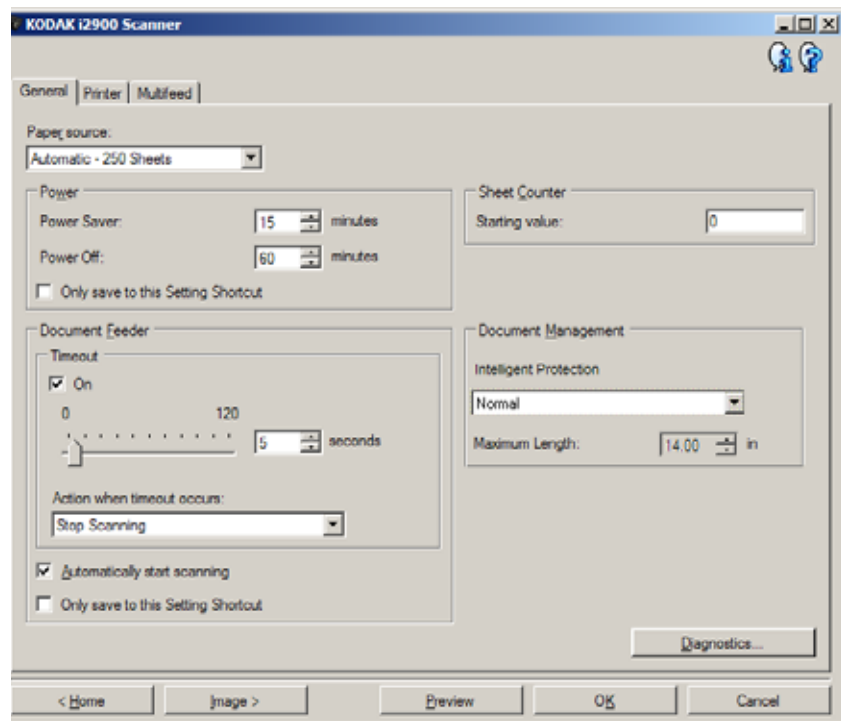 KODAK i2900 Scanner
General Printer Multifeed
Paper source:
Automatic - 250 Sheets
Power
Power Saver: 15 minutes
Power Off: 60 minutes
Only save to this Setting Shortcut
Sheet Counter
Starting value: 0
Document Feeder
Timeout
On
0 120
5 seconds
Action when timeout occurs:
Stop Scanning
Automatically start scanning
Only save to this Setting Shortcut
Document Management
Intelligent Protection
Normal
Maximum Length: 14.00 in
Diagnostics...
< Home Image > Preview OK Cancel